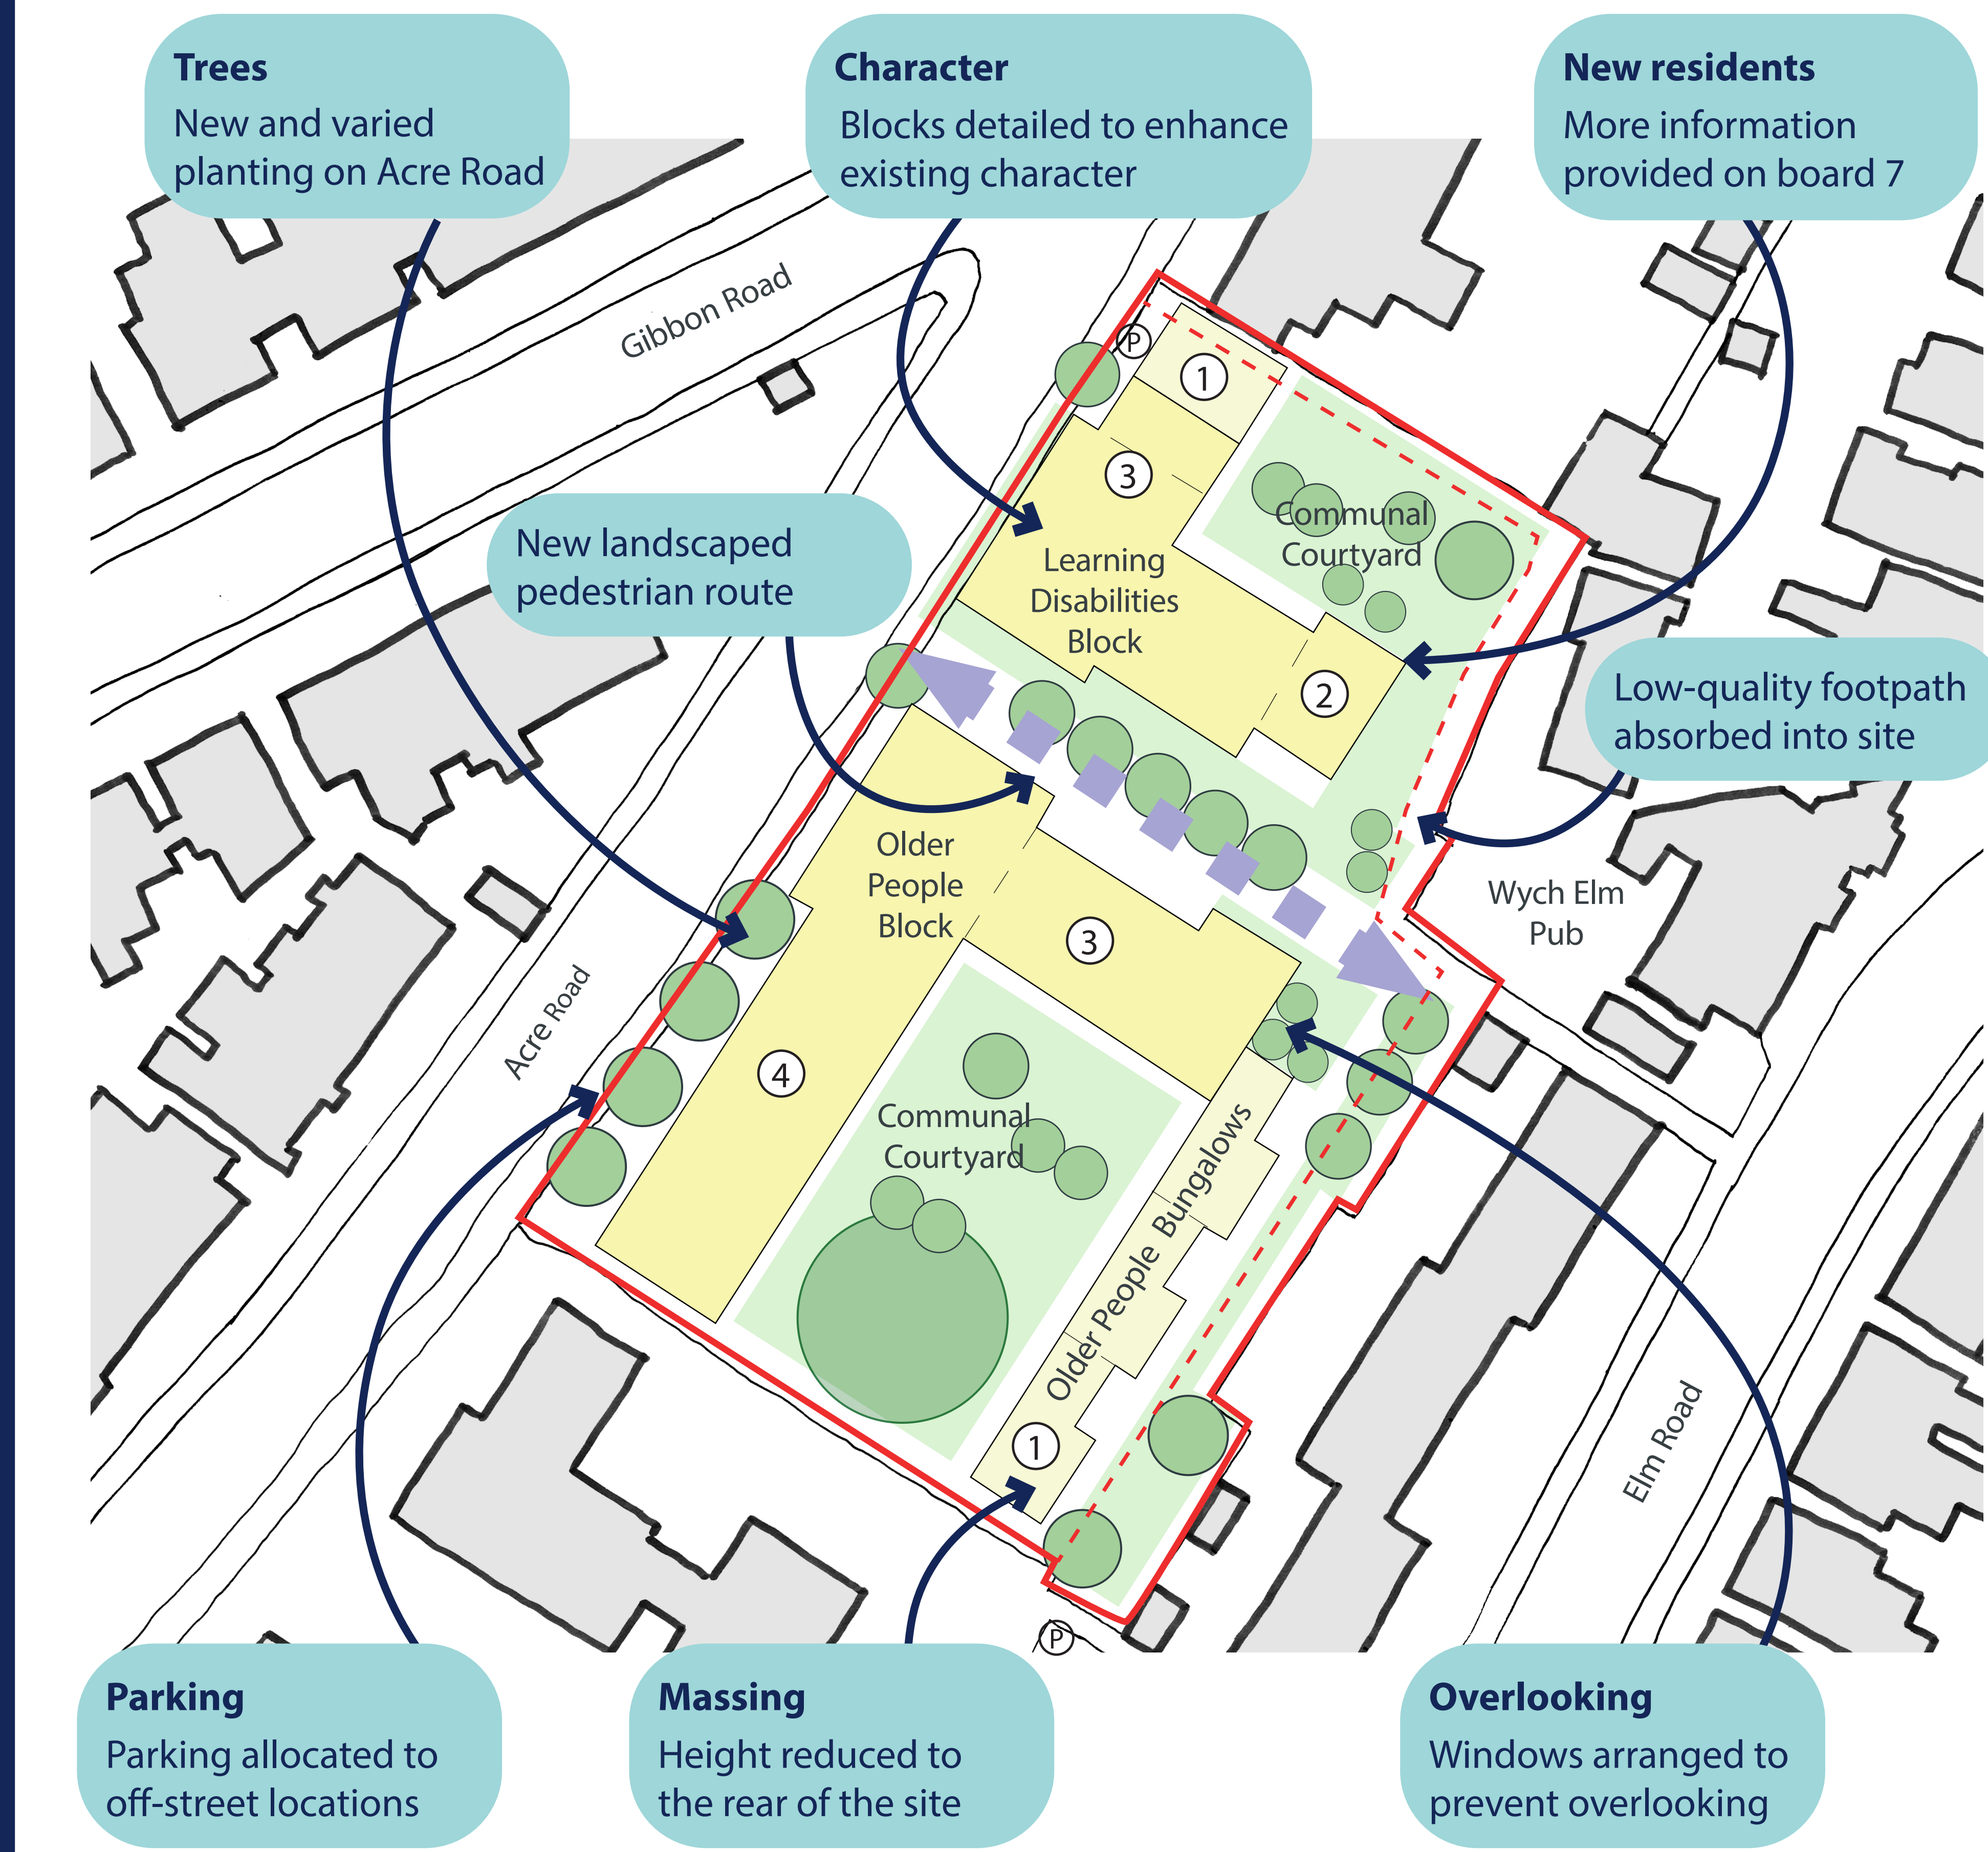 Trees
New and varied
planting on Acre Road
Character
Blocks detailed to enhance
existing character
New residents
More information
provided on board 7
Gibbon Road
P
1
3
Communal
Courtyard
New landscaped
pedestrian route
Learning
Disabilities
Block
2
Low-quality footpath
absorbed into site
Older
People
Block
Wych Elm
Pub
3
Acre Road
4
Communal
Courtyard
Older People Bungalows
1
Elm Road
P
Parking
Parking allocated to
off-street locations
Massing
Height reduced to
the rear of the site
Overlooking
Windows arranged to
prevent overlooking